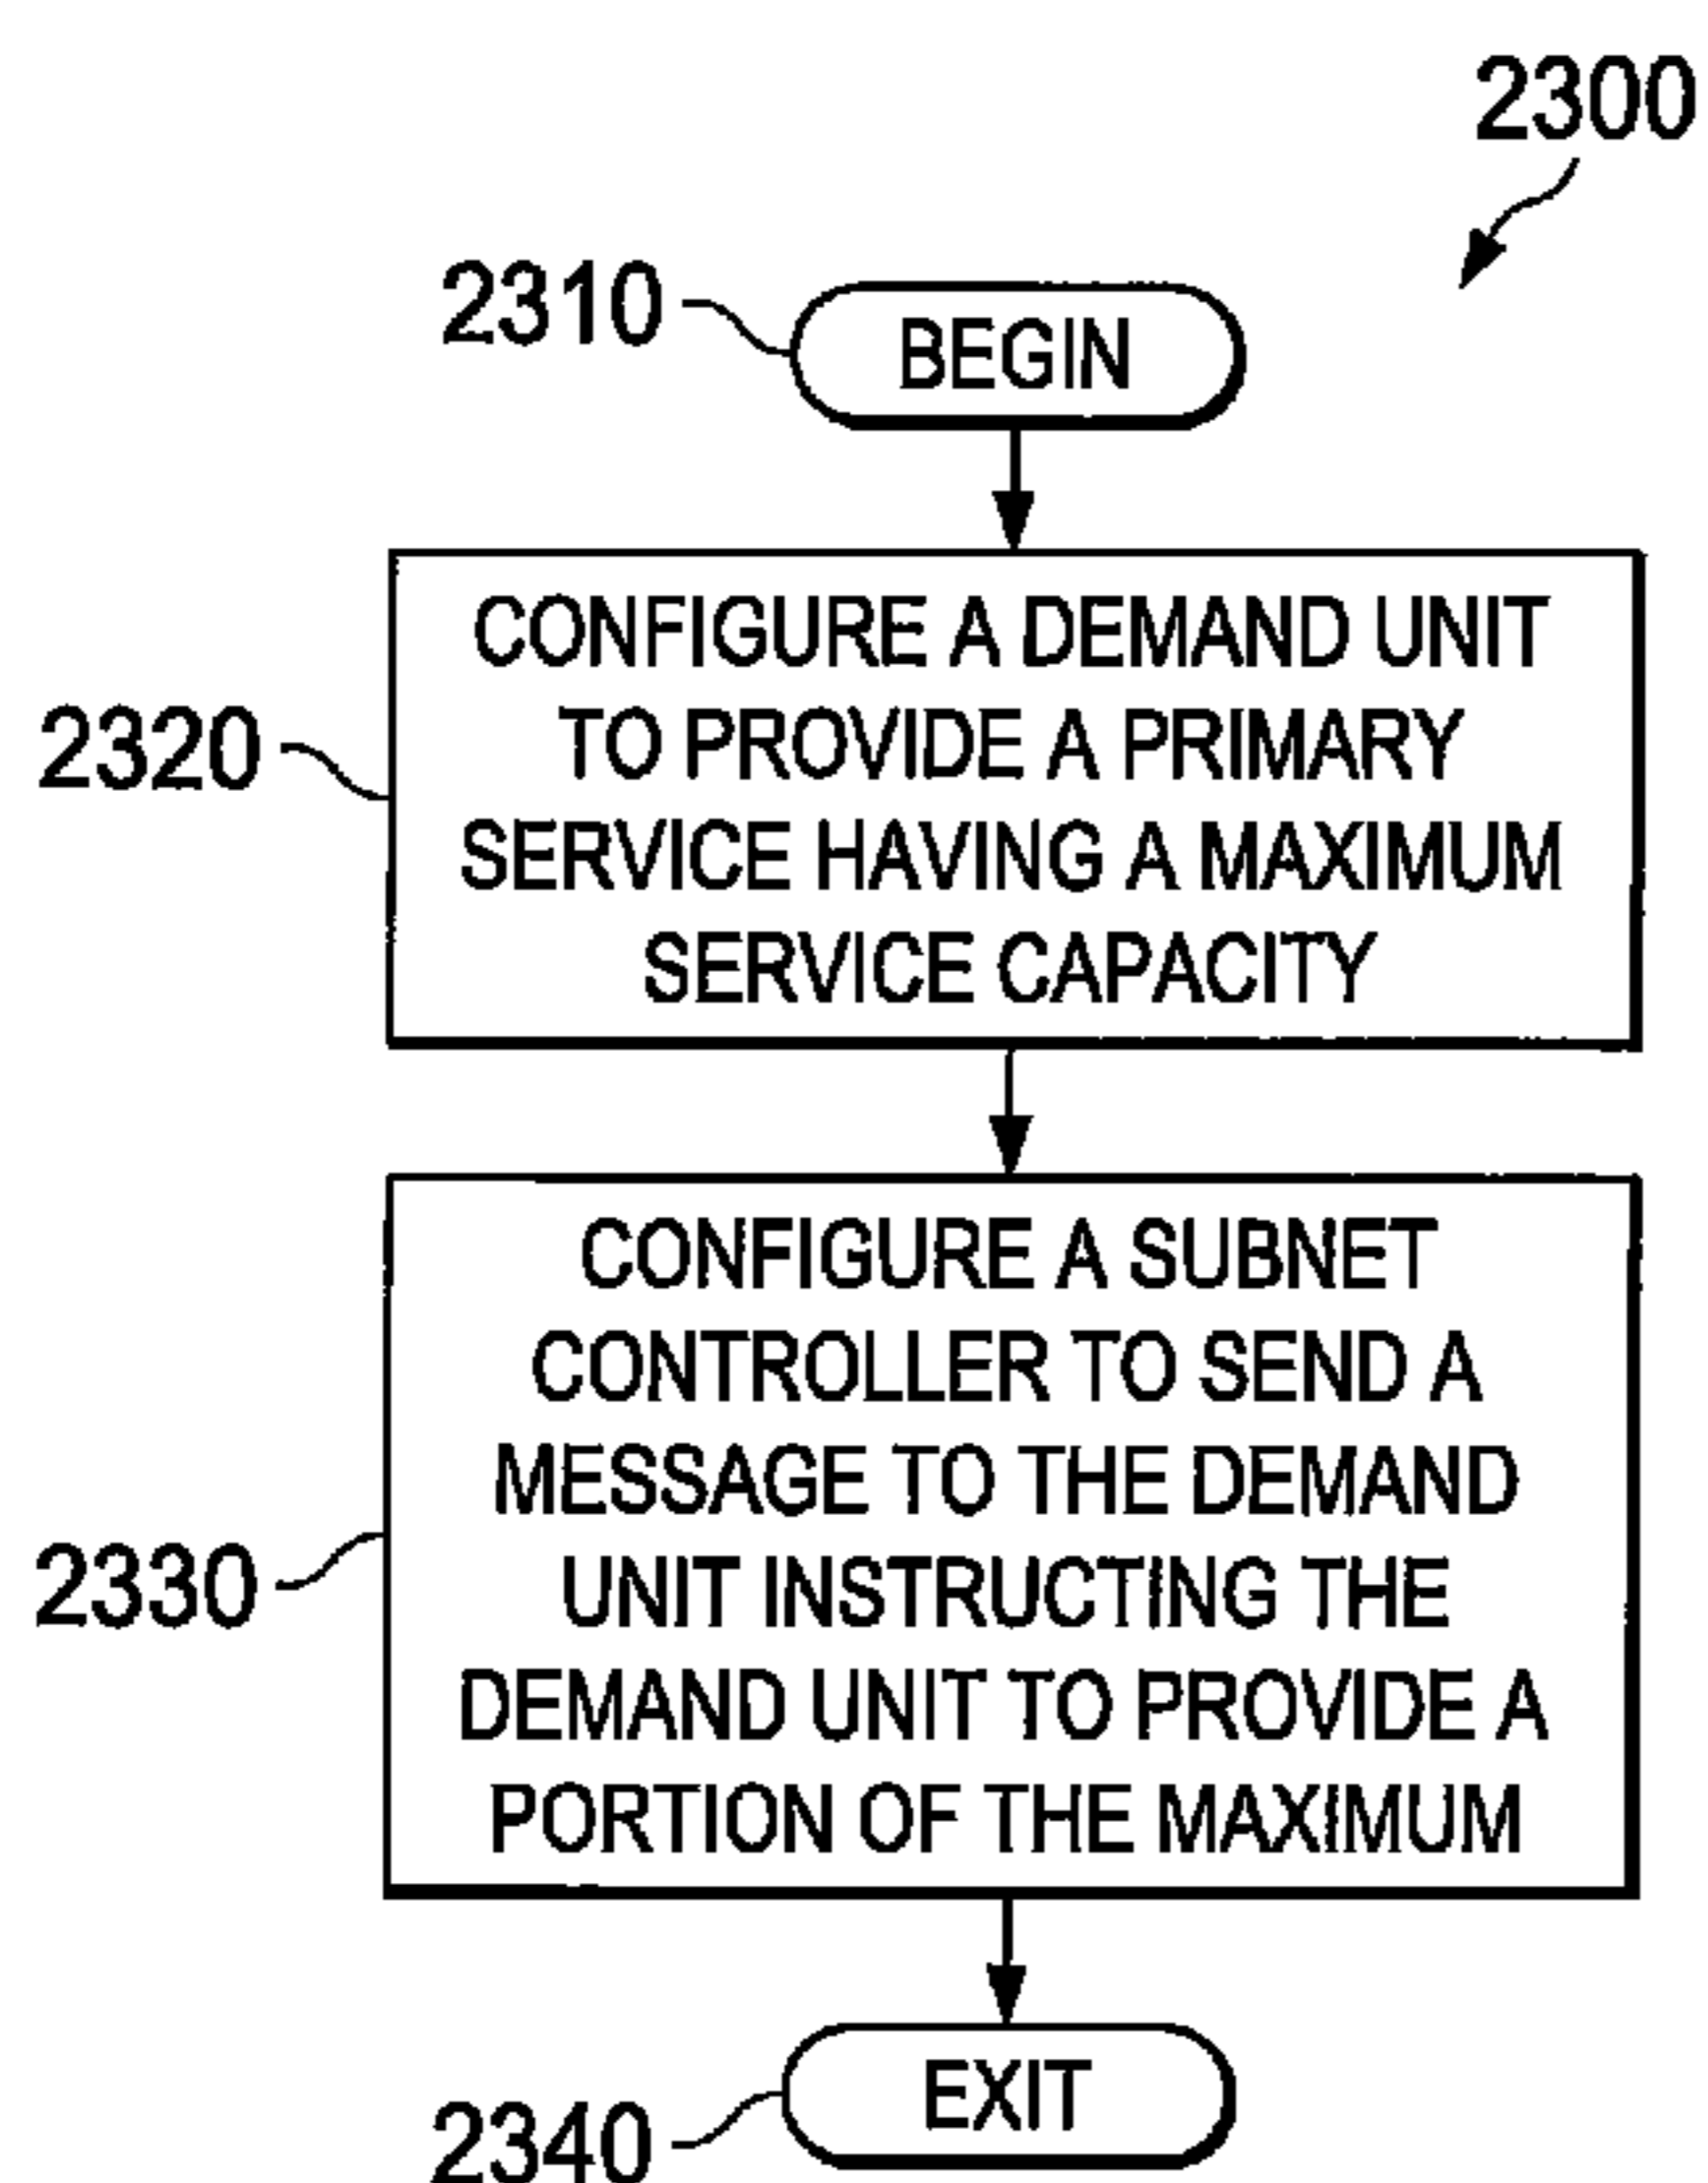 2300
2310
BEGIN
2320
CONFIGURE A DEMAND UNIT
TO PROVIDE A PRIMARY
SERVICE HAVING A MAXIMUM
SERVICE CAPACITY
2330
CONFIGURE A SUBNET
CONTROLLER TO SEND A
MESSAGE TO THE DEMAND
UNIT INSTRUCTING THE
DEMAND UNIT TO PROVIDE A
PORTION OF THE MAXIMUM
2340
EXIT